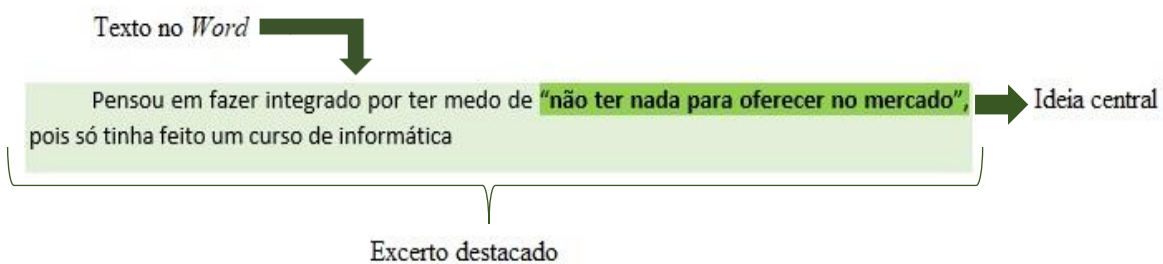 Texto no Word
Pensou em fazer integrado por ter medo de “não ter nada para oferecer no mercado”,
pois só tinha feito um curso de informática
Ideia central
Excerto destacado